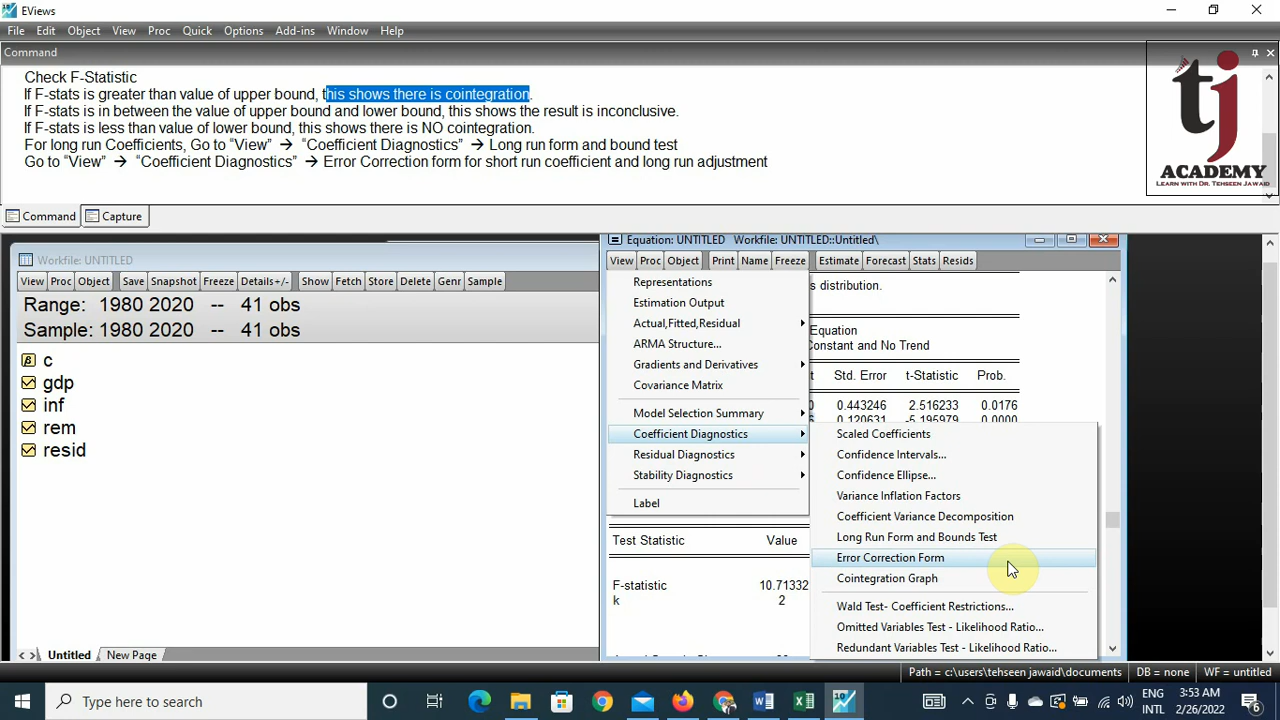 EViews
File Edit Object View Proc Quick Options Add-ins Window Help
Command
Check F-Statistic
If F-stats is greater than value of upper bound, this shows there is cointegration.
If F-stats is in between the value of upper bound and lower bound, this shows the result is inconclusive.
If F-stats is less than value of lower bound, this shows there is NO cointegration.
For long run Coefficients, Go to “View” → “Coefficient Diagnostics” → Long run form and bound test
Go to “View” → “Coefficient Diagnostics” → Error Correction form for short run coefficient and long run adjustment
tj
ACADEMY
LEARN WITH DR. TEHSEEN JAWAID
Command Capture
Workfile: UNTITLED
View Proc Object Save Snapshot Freeze Details+/- Show Fetch Store Delete Genr Sample
Range: 1980 2020 -- 41 obs
Sample: 1980 2020 -- 41 obs
c
gdp
inf
rem
resid
Untitled New Page
Equation: UNTITLED Workfile: UNTITLED::Untitled\
View Proc Object Print Name Freeze Estimate Forecast Stats Resids
Representations
Estimation Output
Actual,Fitted,Residual
ARMA Structure...
Gradients and Derivatives
Covariance Matrix
Model Selection Summary
Coefficient Diagnostics
Residual Diagnostics
Stability Diagnostics
Label
s distribution.
Equation
Constant and No Trend
t Std. Error t-Statistic Prob.
0 0.443246 2.516233 0.0176
6 0.120631 -5.195979 0.0000
Scaled Coefficients
Confidence Intervals...
Confidence Ellipse...
Variance Inflation Factors
Coefficient Variance Decomposition
Long Run Form and Bounds Test
Error Correction Form
Cointegration Graph
Wald Test- Coefficient Restrictions...
Omitted Variables Test - Likelihood Ratio...
Redundant Variables Test - Likelihood Ratio...
Test Statistic Value
F-statistic 10.71332
k 2
Path = c:\users\tehseen jawaid\documents DB = none WF = untitled
Type here to search
10
ENG
INTL
3:53 AM
2/26/2022
6